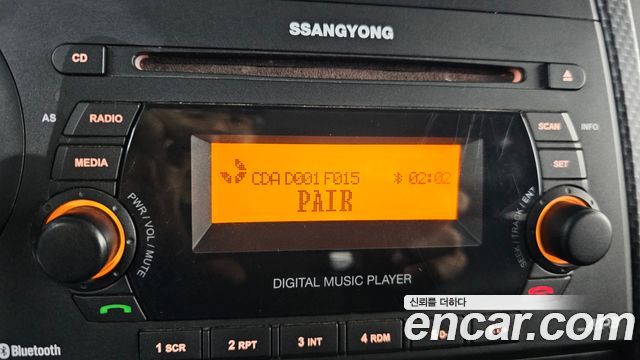 SSANGYONG
CD
AS
RADIO
SCAN
INFO
MEDIA
SET
CDA D001 F015 02:02
PAIR
PWR / VOL / MUTE
SEEK / TRACK / ENT
DIGITAL MUSIC PLAYER
신뢰를 더하다
encar.com
Bluetooth
1 SCR
2 RPT
3 INT
4 RDM